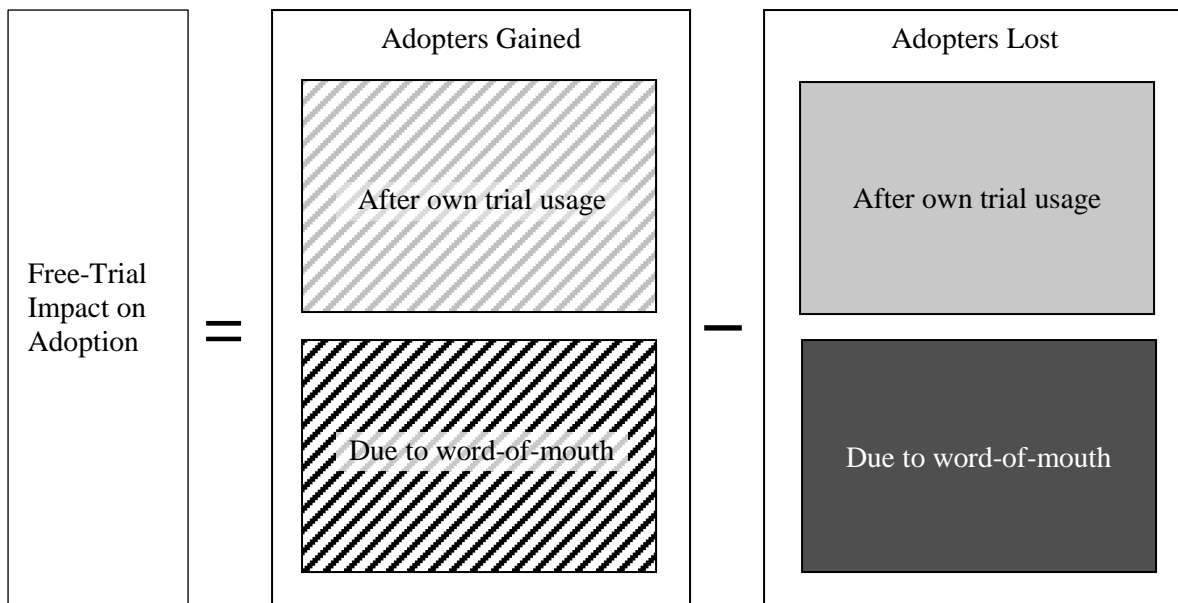 Free-Trial
Impact on
Adoption
=
Adopters Gained
After own trial usage
Due to word-of-mouth
−
Adopters Lost
After own trial usage
Due to word-of-mouth